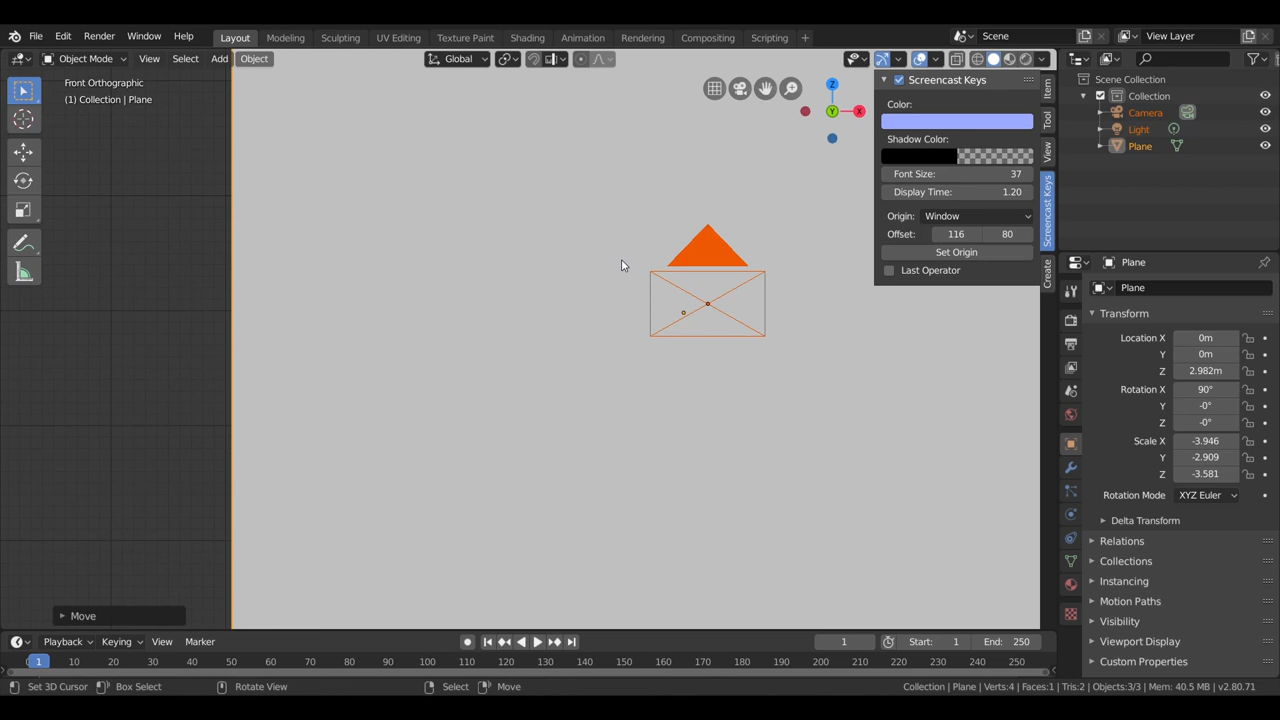 File Edit Render Window Help Layout Modeling Sculpting UV Editing Texture Paint Shading Animation Rendering Compositing Scripting + Scene View Layer
Object Mode View Select Add Object Global
Front Orthographic
(1) Collection | Plane
Z
Y
X
Screencast Keys
Color:
Shadow Color:
Font Size: 37
Display Time: 1.20
Origin: Window
Offset: 116 80
Set Origin
Last Operator
Item
Tool
View
Screencast Keys
Create
Scene Collection
Collection
Camera
Light
Plane
Plane
Plane
Transform
Location X 0m
Y 0m
Z 2.982m
Rotation X 90°
Y -0°
Z -0°
Scale X -3.946
Y -2.909
Z -3.581
Rotation Mode XYZ Euler
Delta Transform
Relations
Collections
Instancing
Motion Paths
Visibility
Viewport Display
Custom Properties
Move
Playback Keying View Marker 1 Start: 1 End: 250
1 10 20 30 40 50 60 70 80 90 100 110 120 130 140 150 160 170 180 190 200 210 220 230 240 250
Set 3D Cursor Box Select Rotate View Select Move Collection | Plane | Verts:4 | Faces:1 | Tris:2 | Objects:3/3 | Mem: 40.5 MB | v2.80.71